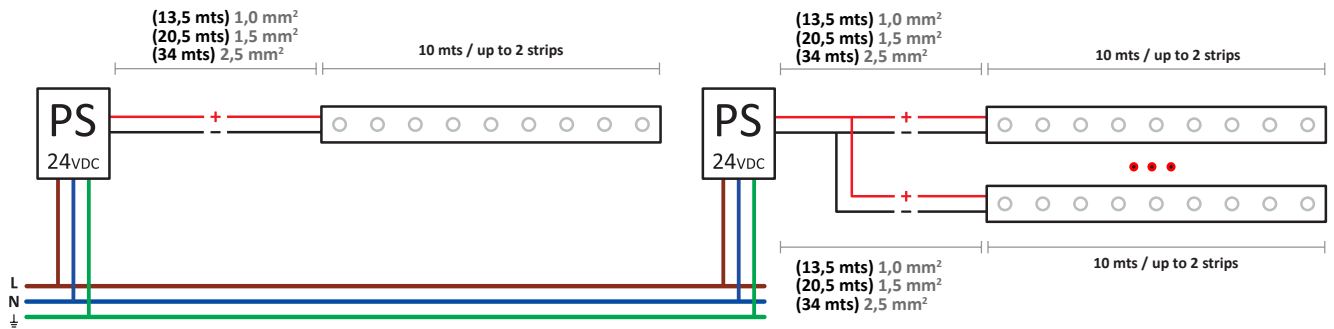 (13,5 mts) 1,0 mm²
(20,5 mts) 1,5 mm²
(34 mts) 2,5 mm²
10 mts / up to 2 strips
(13,5 mts) 1,0 mm²
(20,5 mts) 1,5 mm²
(34 mts) 2,5 mm²
10 mts / up to 2 strips
PS
24VDC
+
–
PS
24VDC
+
–
+
–
(13,5 mts) 1,0 mm²
(20,5 mts) 1,5 mm²
(34 mts) 2,5 mm²
10 mts / up to 2 strips
L
N